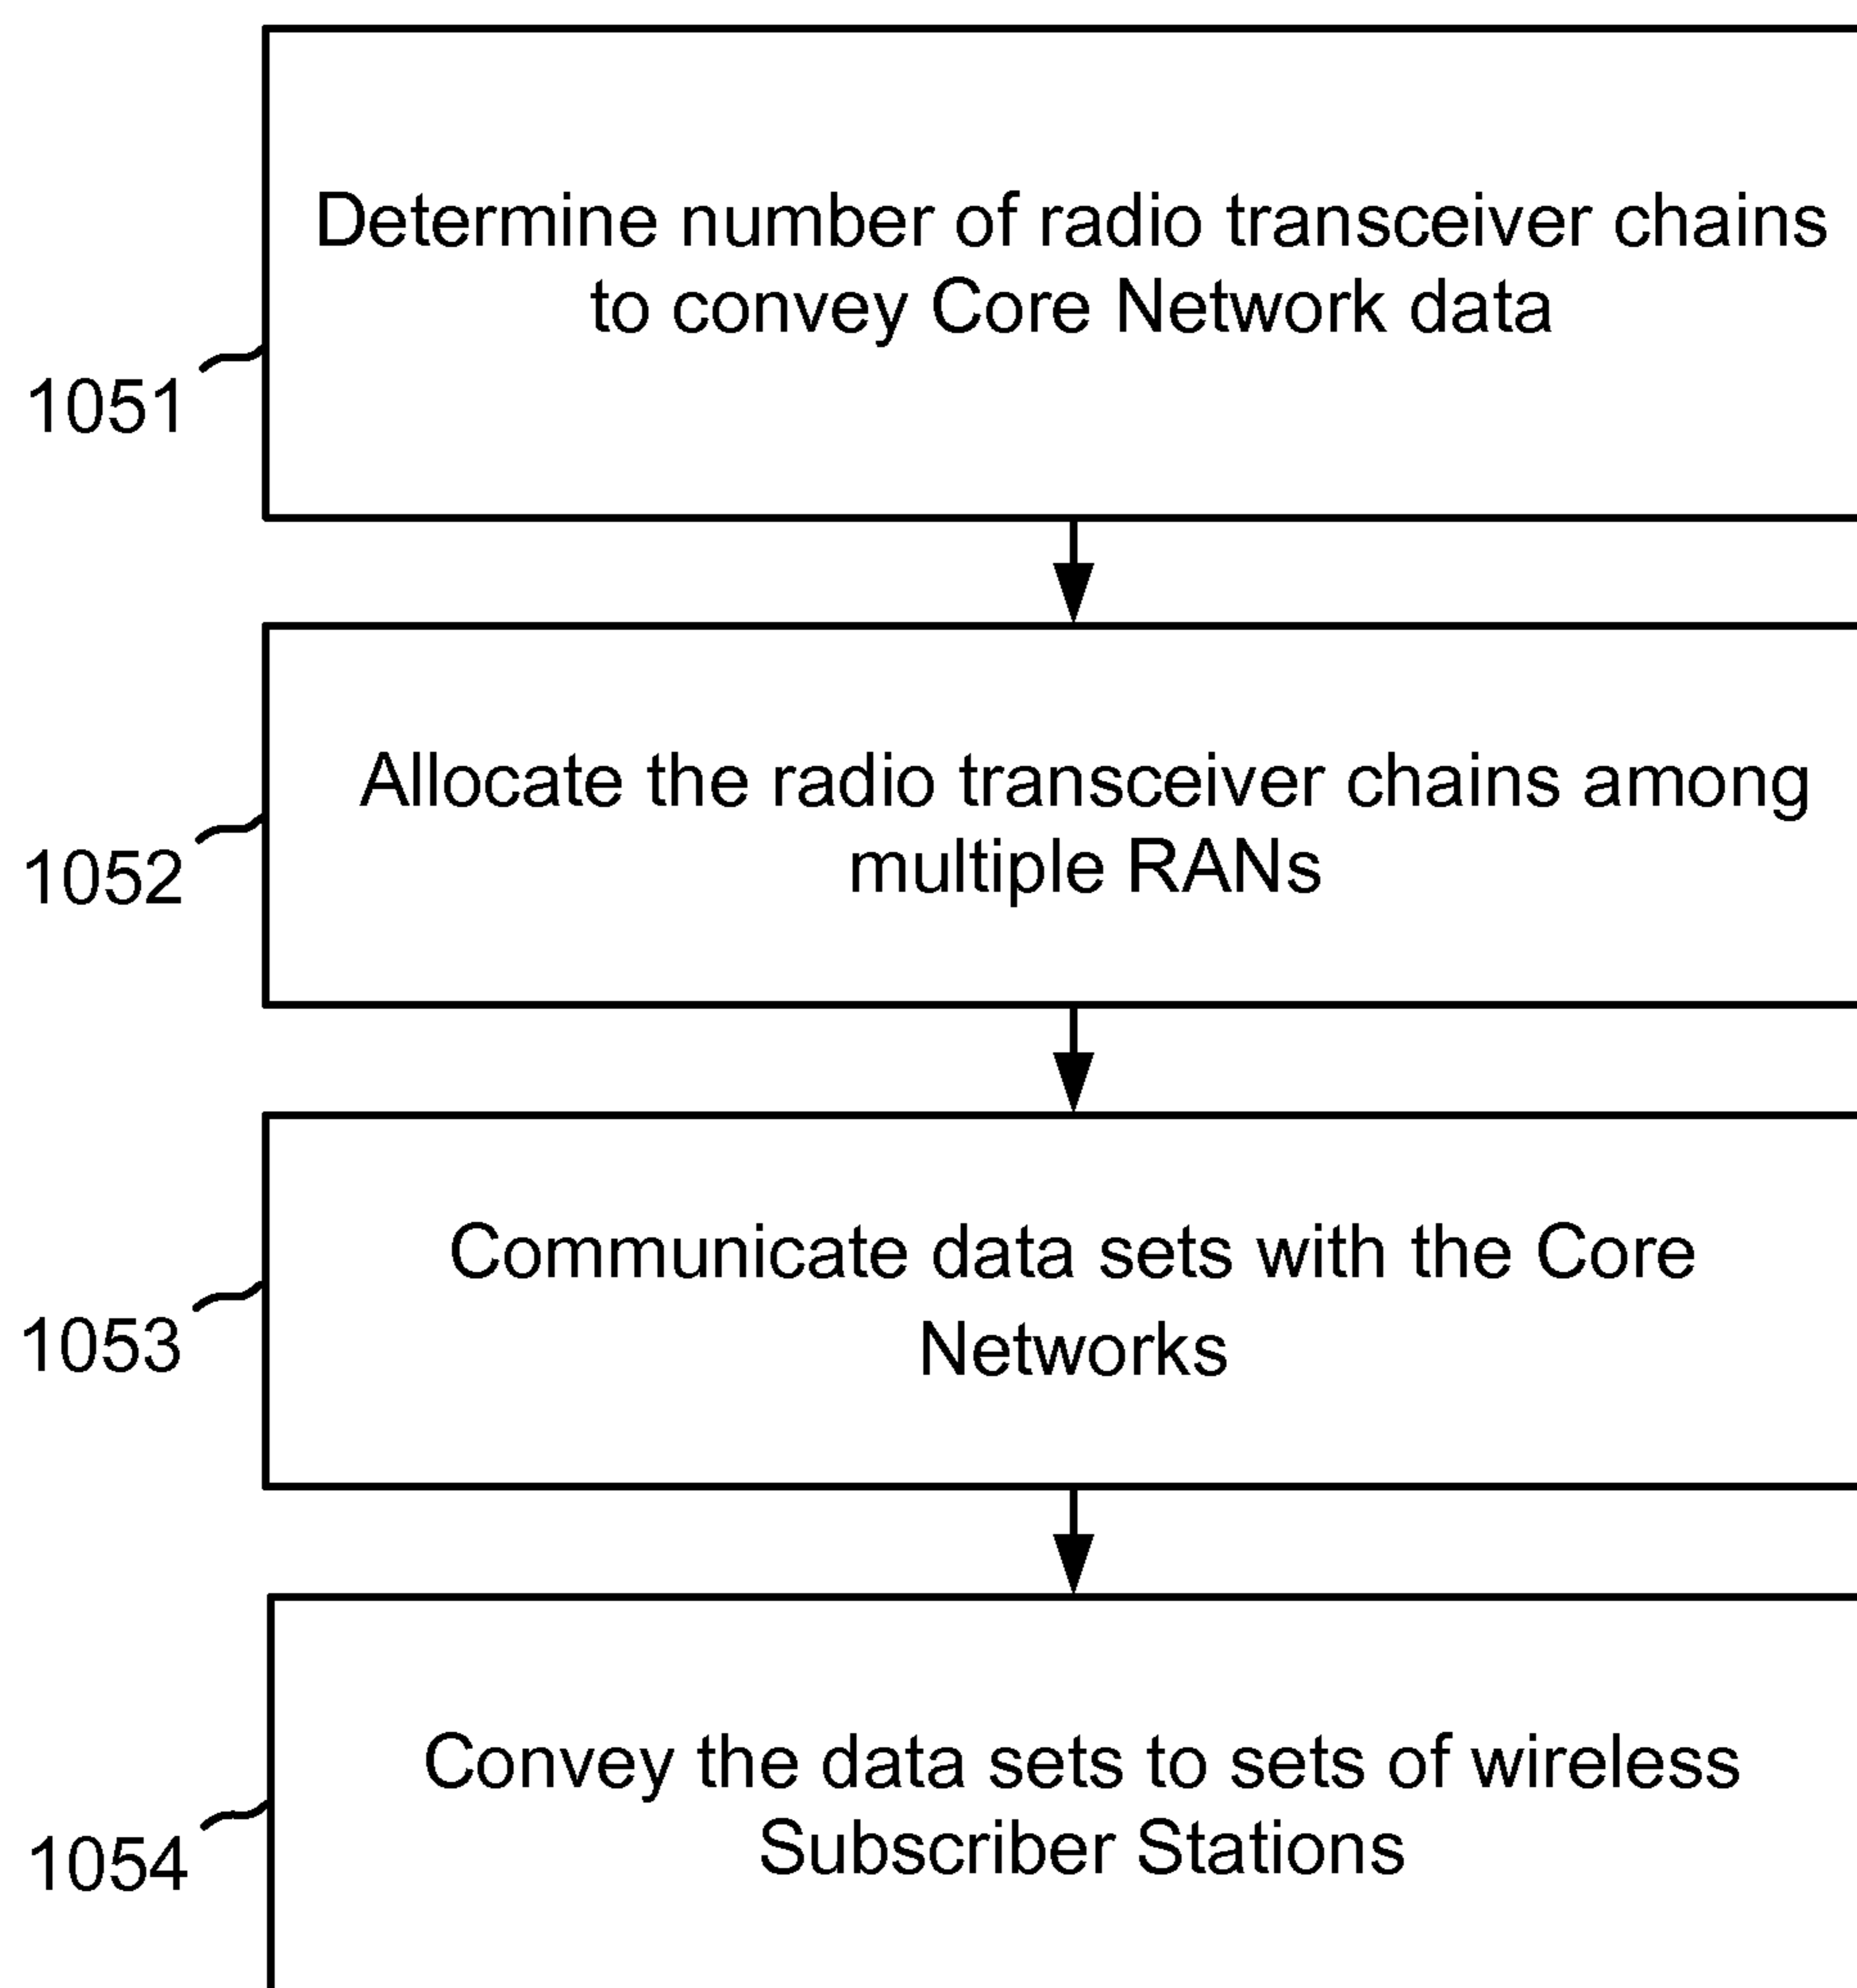 Determine number of radio transceiver chains
to convey Core Network data
1051
Allocate the radio transceiver chains among
multiple RANs
1052
Communicate data sets with the Core
Networks
1053
Convey the data sets to sets of wireless
Subscriber Stations
1054